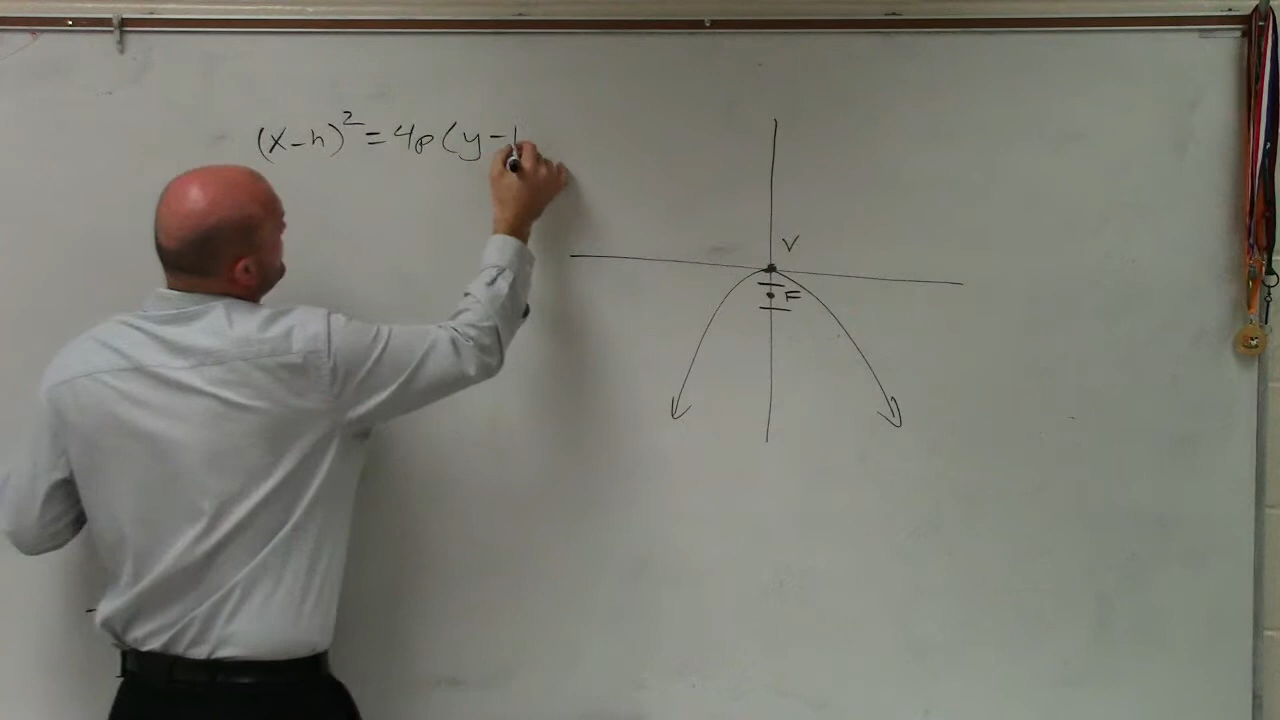 (x-h)² = 4p(y-
V
F